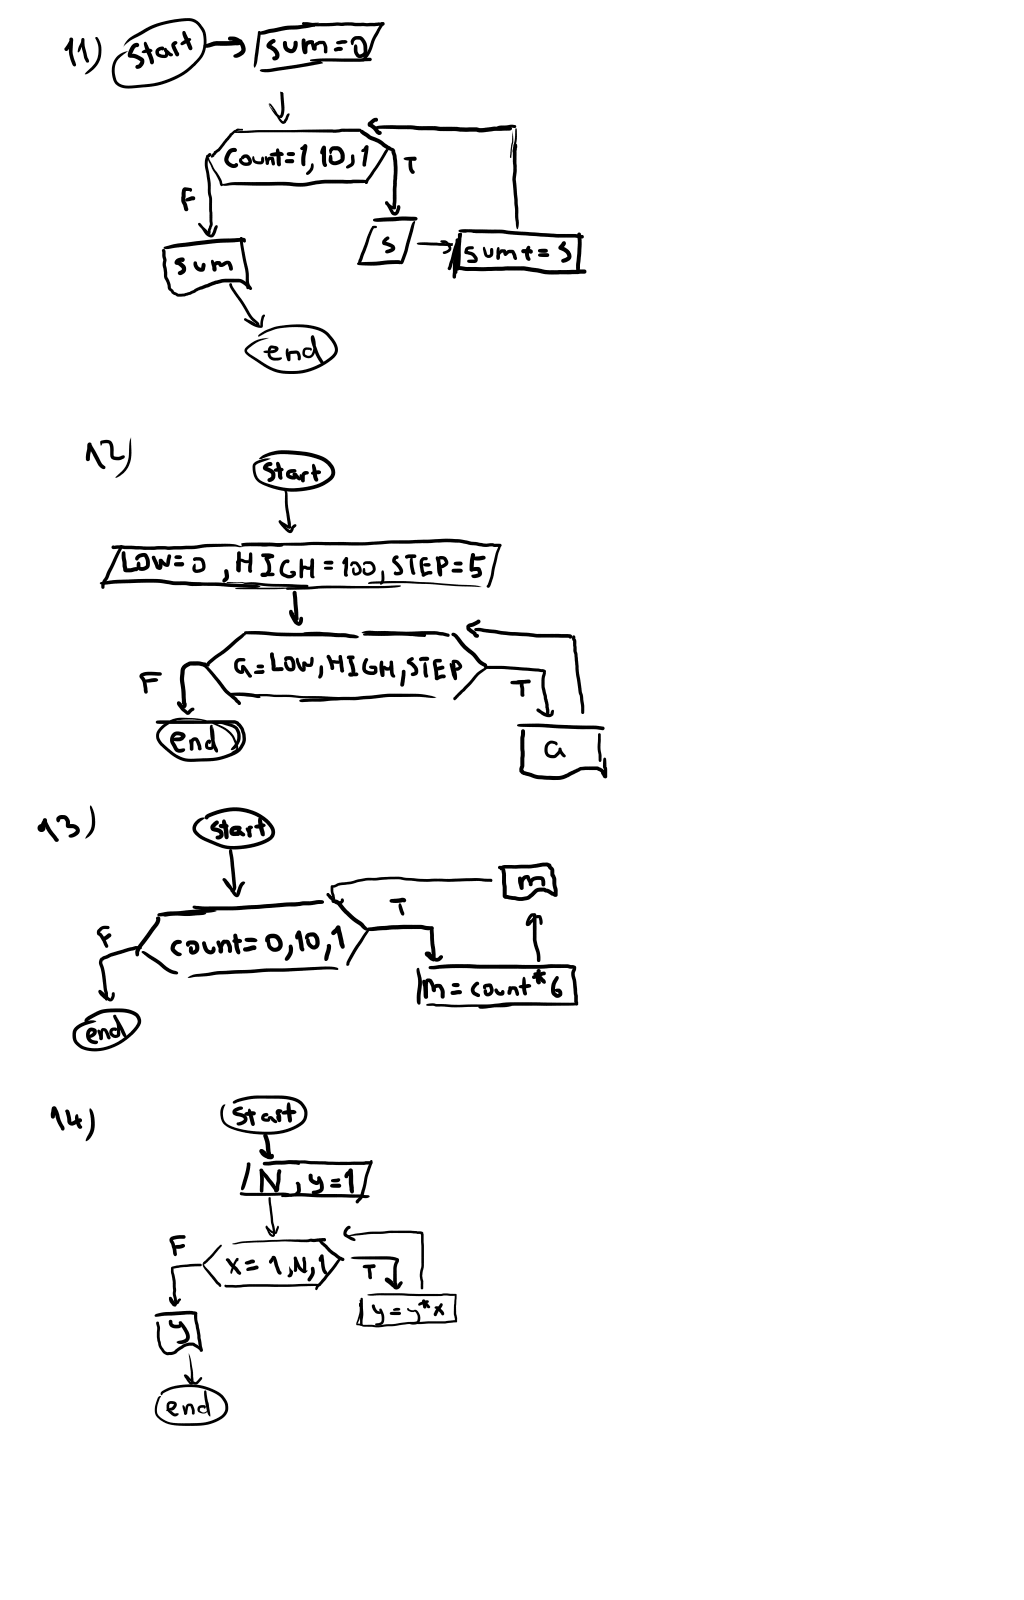 11) Start sum=0
Count=1,10,1
T
F
s
sum+=s
sum
end
12)
Start
LOW=0 ,HIGH=100,STEP=5
a=LOW,HIGH,STEP
F
T
end
a
13)
Start
m
T
F
count=0,10,1
m=count*6
end
14)
Start
N,y=1
F
x=1,N,1
T
y=y*x
y
end